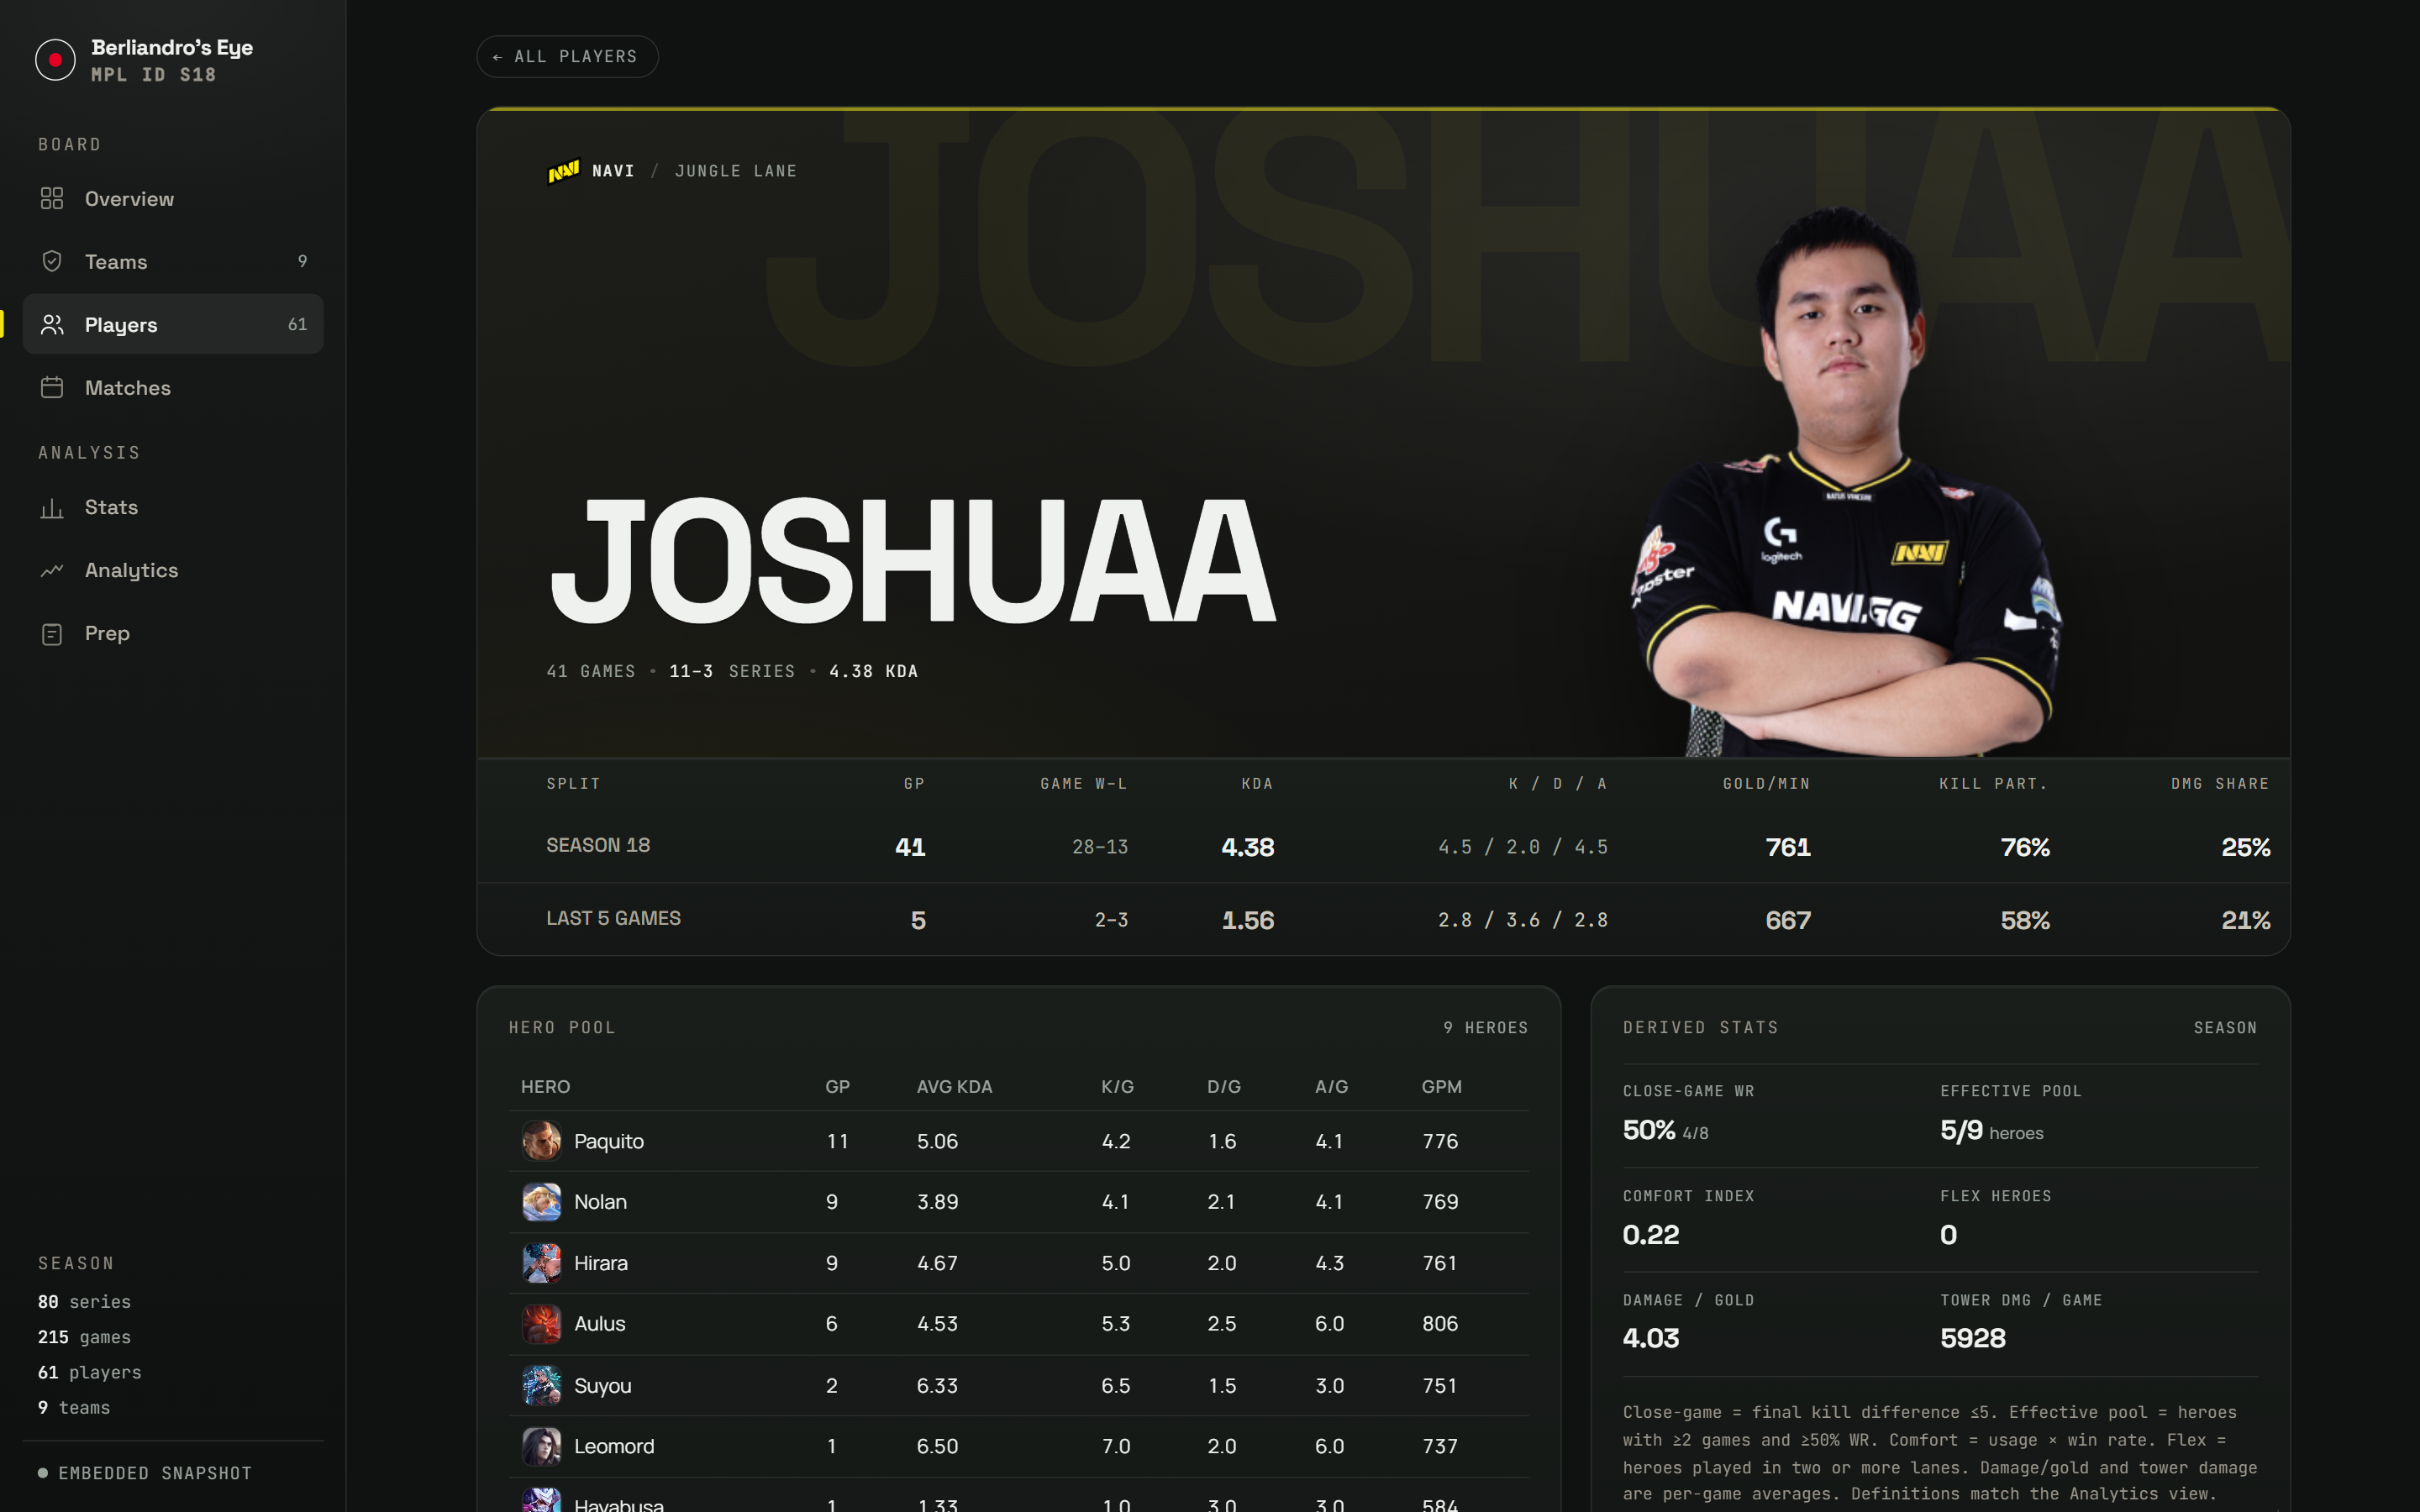 Berliandro's Eye
MPL ID S18
BOARD
Overview
Teams 9
Players 61
Matches
ANALYSIS
Stats
Analytics
Prep
SEASON
80 series
215 games
61 players
9 teams
EMBEDDED SNAPSHOT
← ALL PLAYERS
JOSHUAA
NAVI NAVI / JUNGLE LANE
NATUS VINCERE
logitech
NAVI
NAVI.GG
JOSHUAA
41 GAMES • 11–3 SERIES • 4.38 KDA
SPLIT GP GAME W–L KDA K / D / A GOLD/MIN KILL PART. DMG SHARE
SEASON 18 41 28–13 4.38 4.5 / 2.0 / 4.5 761 76% 25%
LAST 5 GAMES 5 2–3 1.56 2.8 / 3.6 / 2.8 667 58% 21%
HERO POOL 9 HEROES
HERO GP AVG KDA K/G D/G A/G GPM
Paquito 11 5.06 4.2 1.6 4.1 776
Nolan 9 3.89 4.1 2.1 4.1 769
Hirara 9 4.67 5.0 2.0 4.3 761
Aulus 6 4.53 5.3 2.5 6.0 806
Suyou 2 6.33 6.5 1.5 3.0 751
Leomord 1 6.50 7.0 2.0 6.0 737
Hayabusa 1 1.33 1.0 3.0 3.0 584
DERIVED STATS SEASON
CLOSE-GAME WR EFFECTIVE POOL
50% 4/8 5/9 heroes
COMFORT INDEX FLEX HEROES
0.22 0
DAMAGE / GOLD TOWER DMG / GAME
4.03 5928
Close-game = final kill difference ≤5. Effective pool = heroes
with ≥2 games and ≥50% WR. Comfort = usage × win rate. Flex =
heroes played in two or more lanes. Damage/gold and tower damage
are per-game averages. Definitions match the Analytics view.